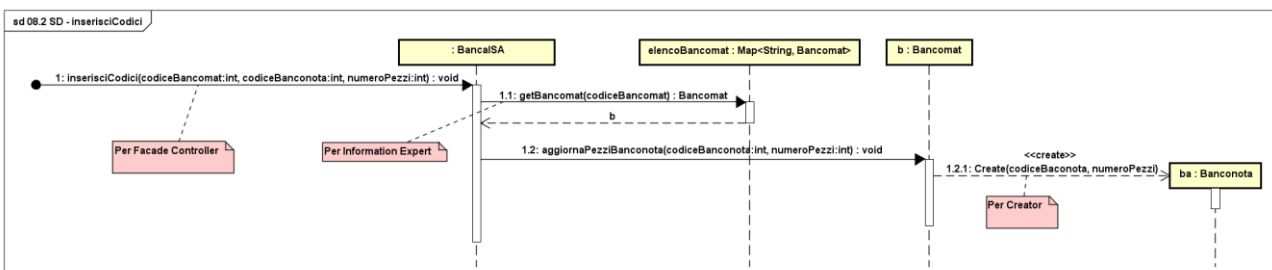 sd 08.2 SD - inserisciCodici
: BancaISA
elencoBancomat : Map<String, Bancomat>
b : Bancomat
1: inserisciCodici(codiceBancomat:int, codiceBanconota:int, numeroPezzi:int) : void
1.1: getBancomat(codiceBancomat) : Bancomat
b
Per Facade Controller
Per Information Expert
1.2: aggiornaPezziBanconota(codiceBanconota:int, numeroPezzi:int) : void
<<create>>
1.2.1: Create(codiceBaconota, numeroPezzi)
ba : Banconota
Per Creator